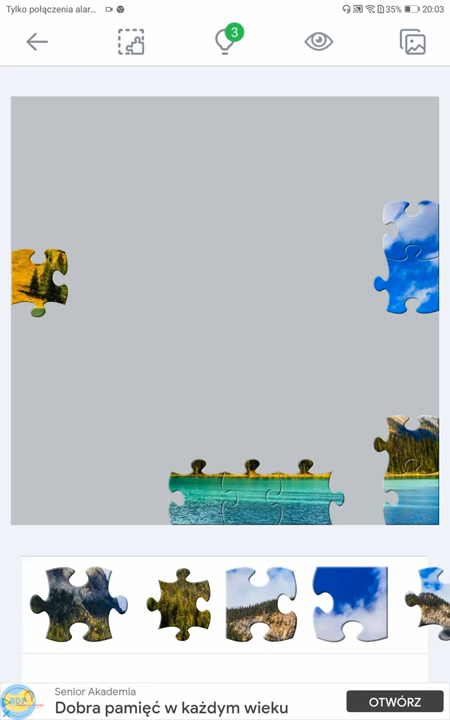 Tylko połączenia alar...
35% 20:03
3
Senior Akademia
Dobra pamięć w każdym wieku
OTWÓRZ